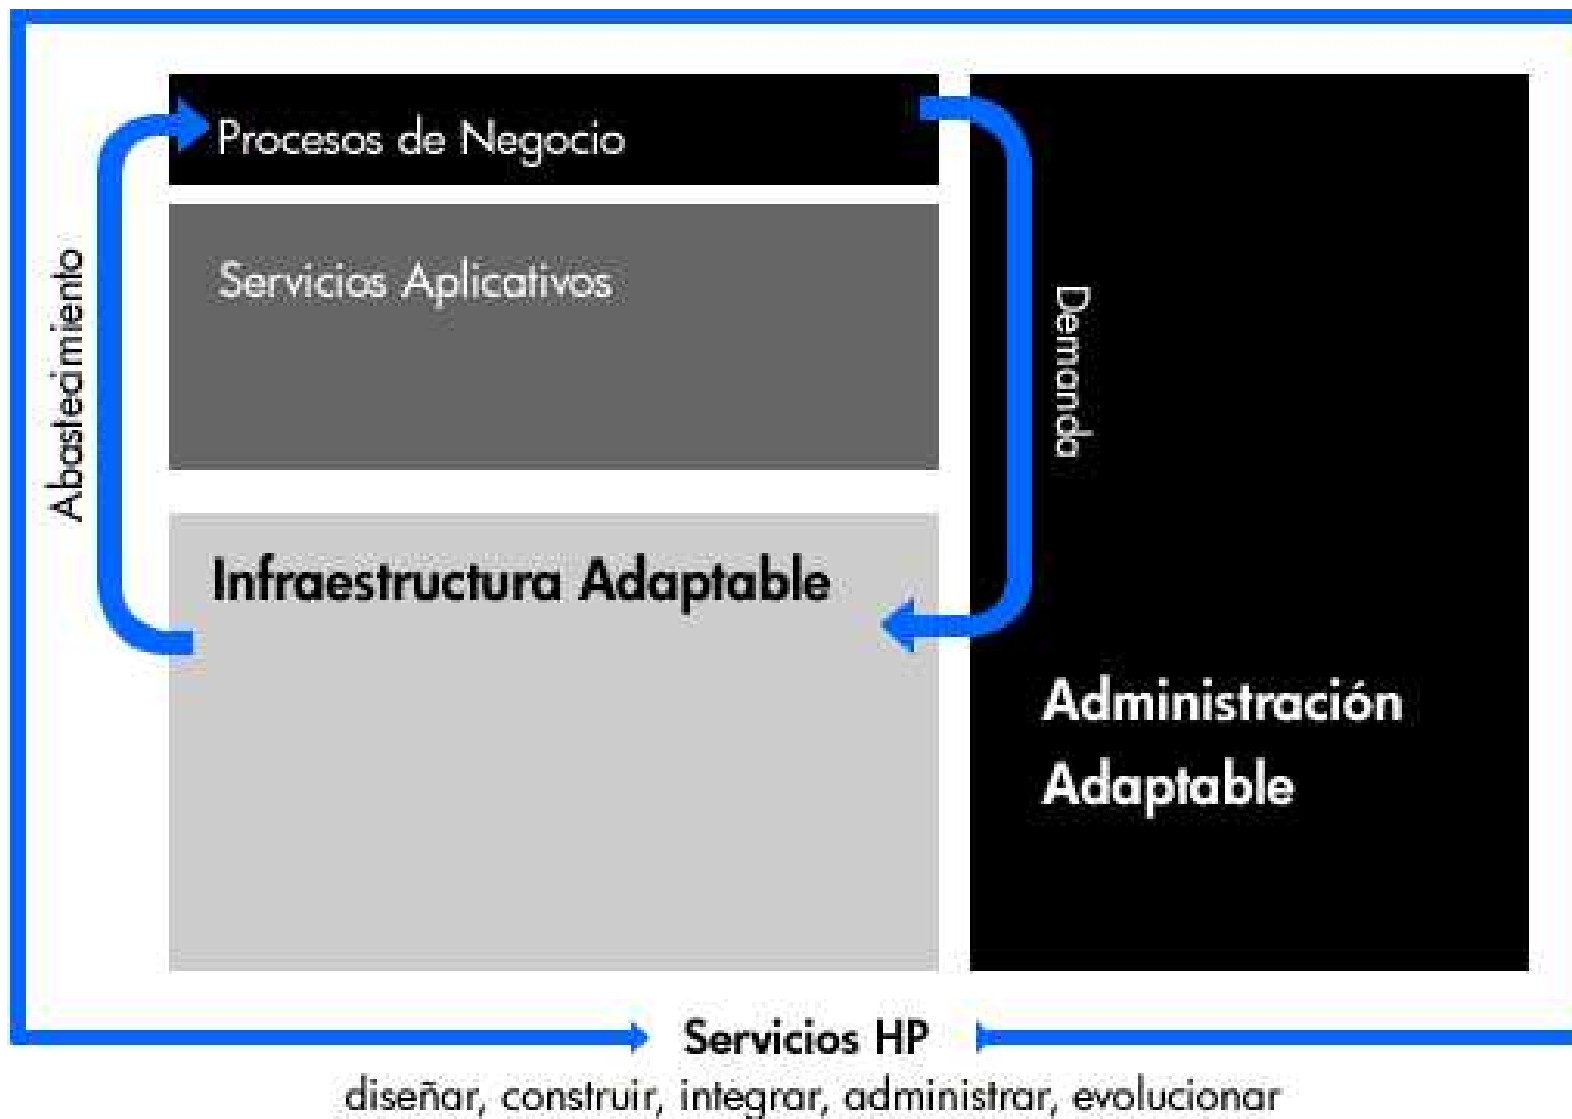 Procesos de Negocio
Servicios Aplicativos
Abastecimiento
Demanda
Infraestructura Adaptable
Administración
Adaptable
Servicios HP
diseñar, construir, integrar, administrar, evolucionar